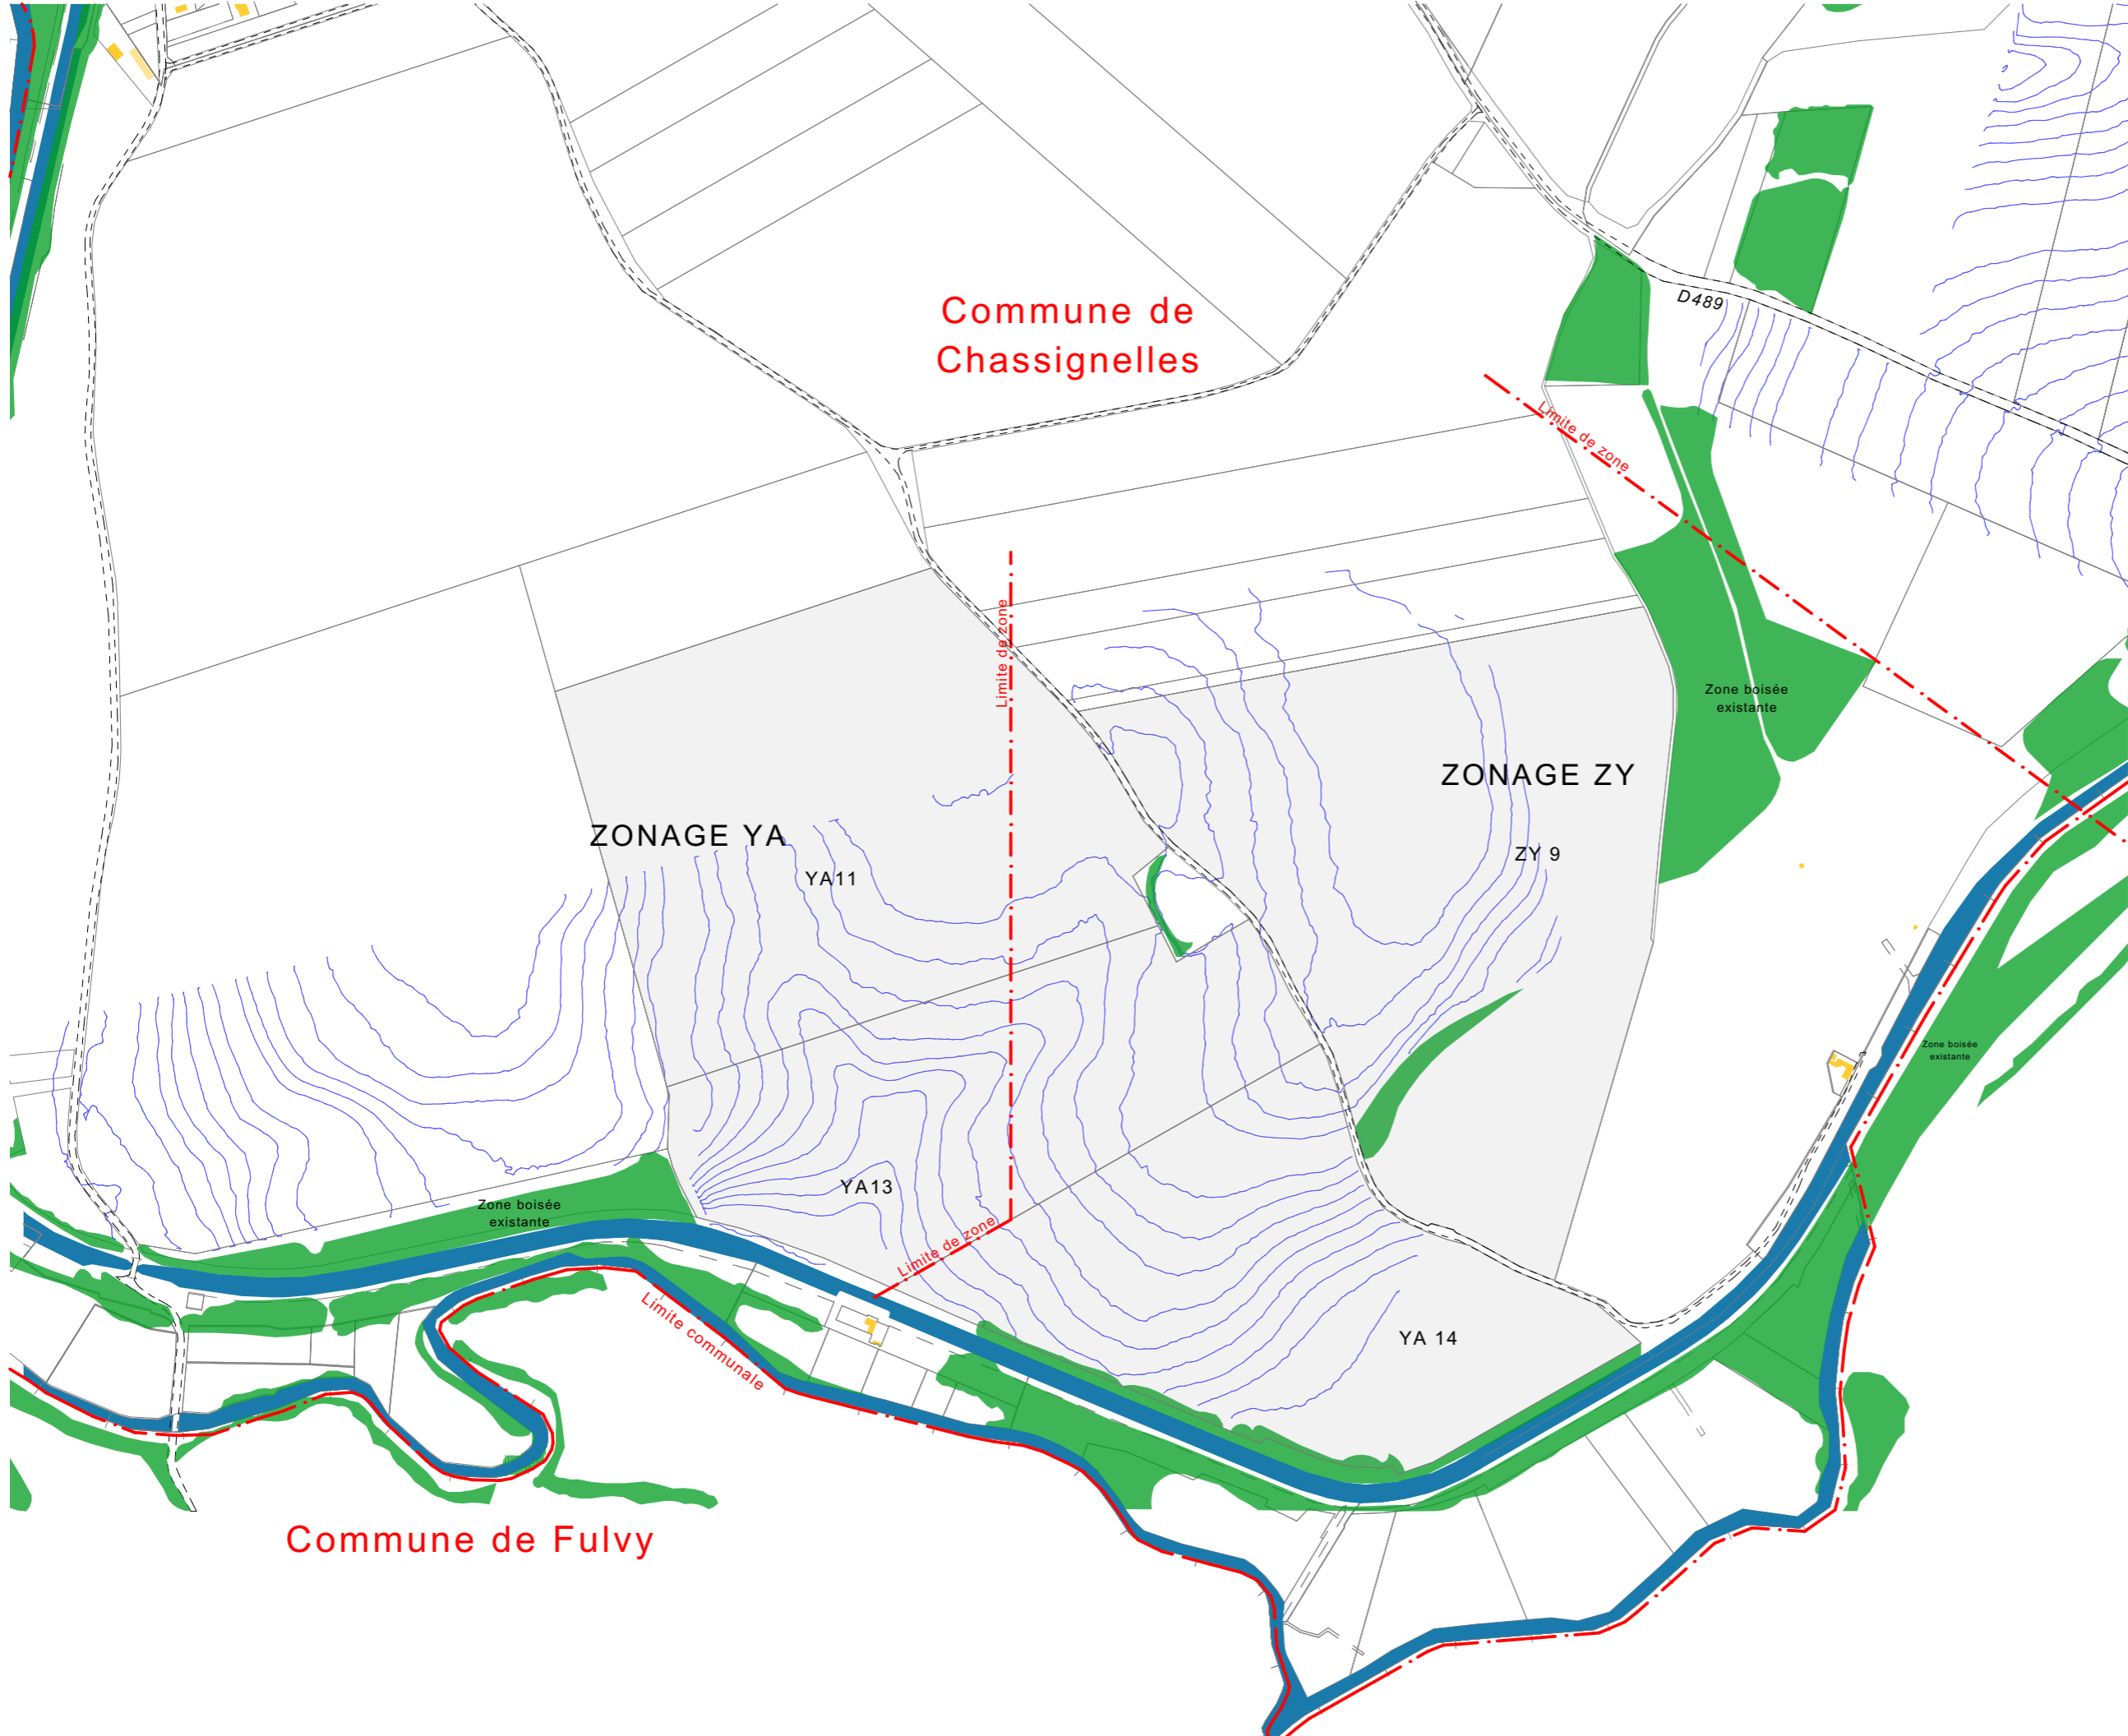 Commune de
Chassignelles
D489
Limite de zone
Limite de zone
Zone boisée
existante
ZONAGE ZY
ZONAGE YA
ZY 9
YA11
Zone boisée
existante
YA13
Zone boisée
existante
Limite de zone
Limite communale
YA 14
Commune de Fulvy